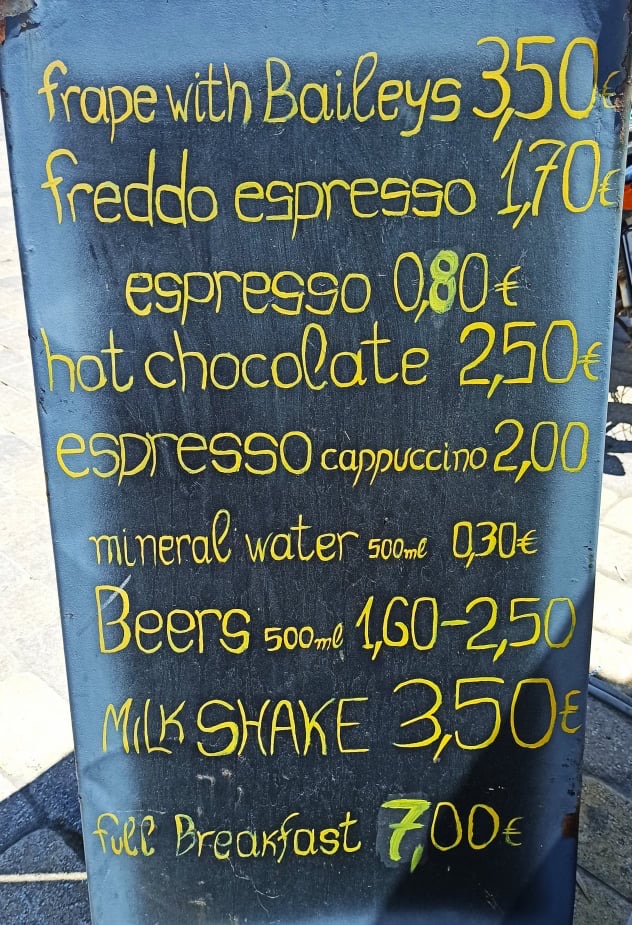 frape with Baileys 3,50€
freddo espresso 1,70€
espresso 0,80€
hot chocolate 2,50€
espresso cappuccino 2,00
mineral water 500ml 0,30€
Beers 500ml 1,60-2,50
MILK SHAKE 3,50€
full Breakfast 7,00€